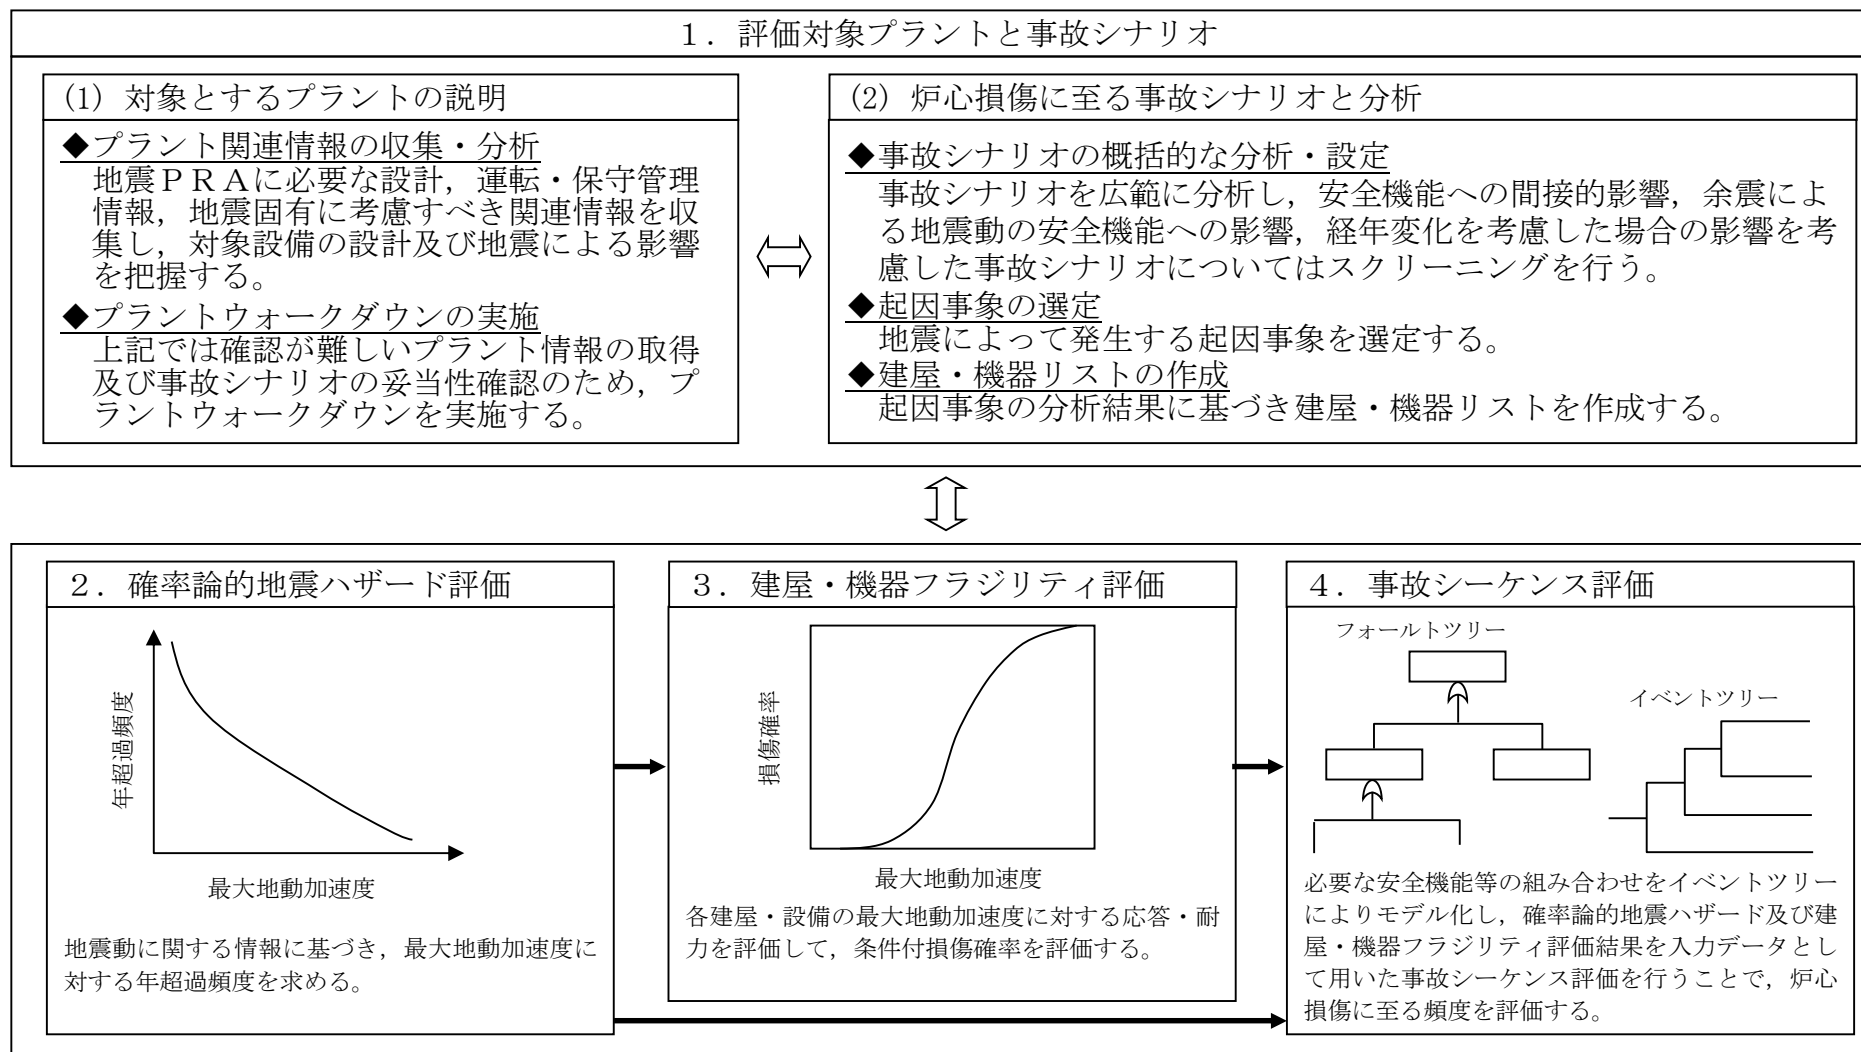 １．評価対象プラントと事故シナリオ
(1) 対象とするプラントの説明
◆プラント関連情報の収集・分析
地震ＰＲＡに必要な設計，運転・保守管理
情報，地震固有に考慮すべき関連情報を収
集し，対象設備の設計及び地震による影響
を把握する。
◆プラントウォークダウンの実施
上記では確認が難しいプラント情報の取得
及び事故シナリオの妥当性確認のため，プ
ラントウォークダウンを実施する。
(2) 炉心損傷に至る事故シナリオと分析
◆事故シナリオの概括的な分析・設定
事故シナリオを広範に分析し，安全機能への間接的影響，余震によ
る地震動の安全機能への影響，経年変化を考慮した場合の影響を考
慮した事故シナリオについてはスクリーニングを行う。
◆起因事象の選定
地震によって発生する起因事象を選定する。
◆建屋・機器リストの作成
起因事象の分析結果に基づき建屋・機器リストを作成する。
２．確率論的地震ハザード評価
年超過頻度
最大地動加速度
地震動に関する情報に基づき，最大地動加速度に
対する年超過頻度を求める。
３．建屋・機器フラジリティ評価
損傷確率
最大地動加速度
各建屋・設備の最大地動加速度に対する応答・耐
力を評価して，条件付損傷確率を評価する。
４．事故シーケンス評価
フォールトツリー
イベントツリー
必要な安全機能等の組み合わせをイベントツリー
によりモデル化し，確率論的地震ハザード及び建
屋・機器フラジリティ評価結果を入力データとし
て用いた事故シーケンス評価を行うことで，炉心
損傷に至る頻度を評価する。